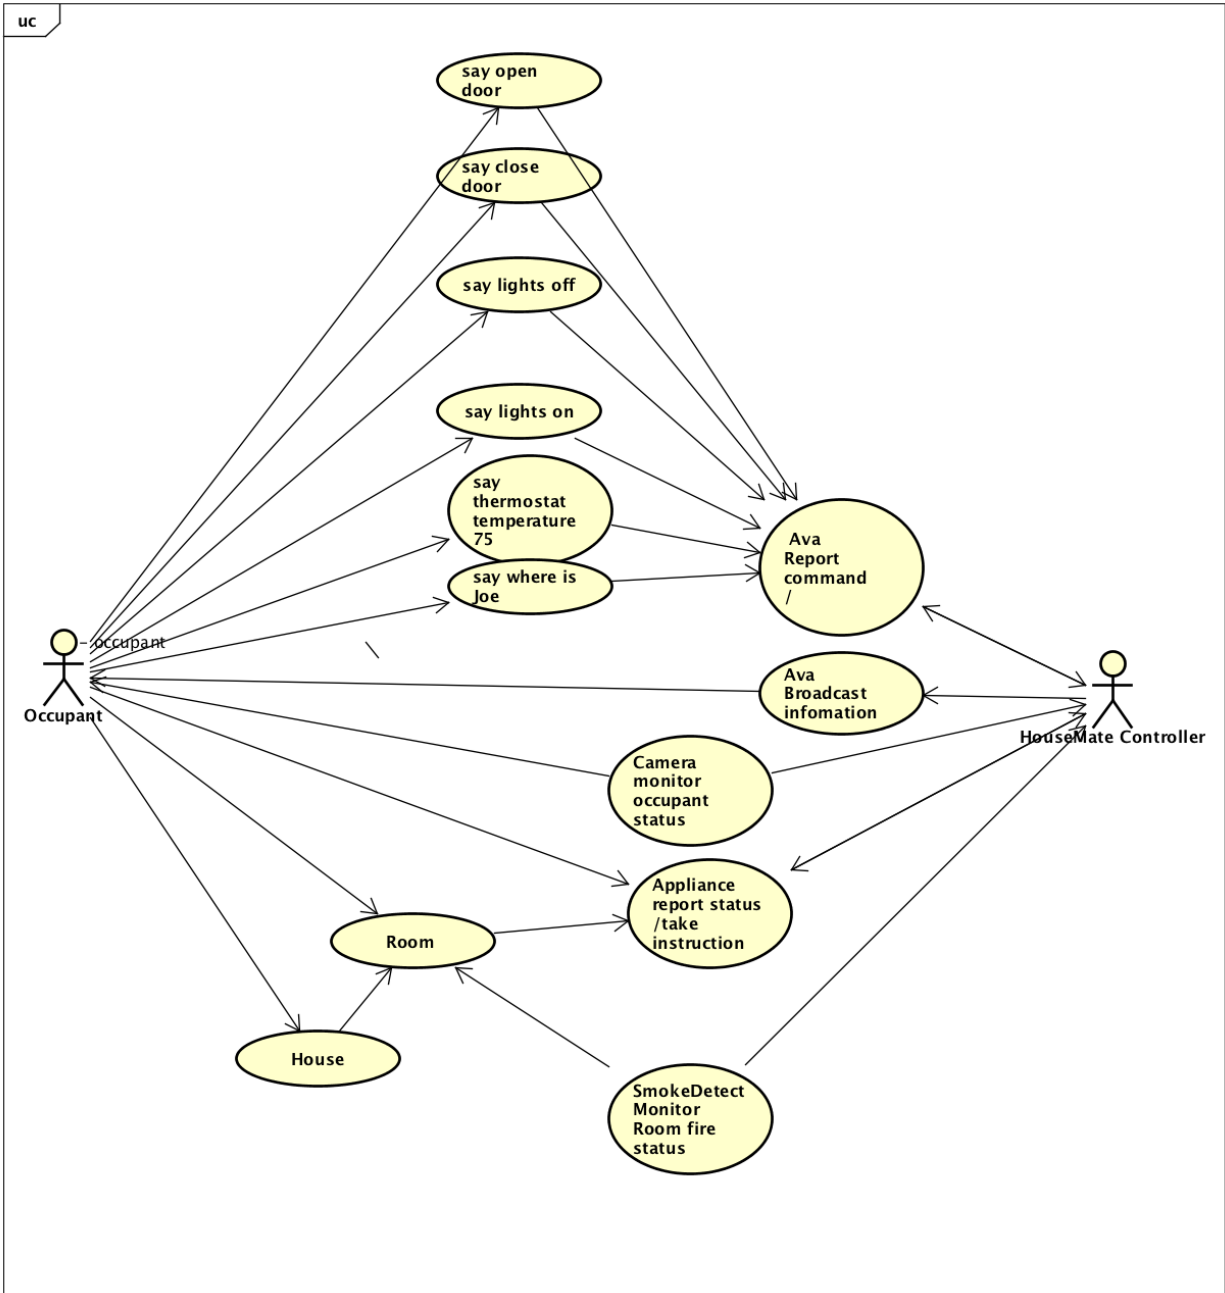 uc
say open
door
say close
door
say lights off
say lights on
say
thermostat
temperature
75
say where is
Joe
Ava
Report
command
/
– occupant
Occupant
Ava
Broadcast
infomation
HouseMate Controller
Camera
monitor
occupant
status
Appliance
report status
/take
instruction
Room
House
SmokeDetect
Monitor
Room fire
status